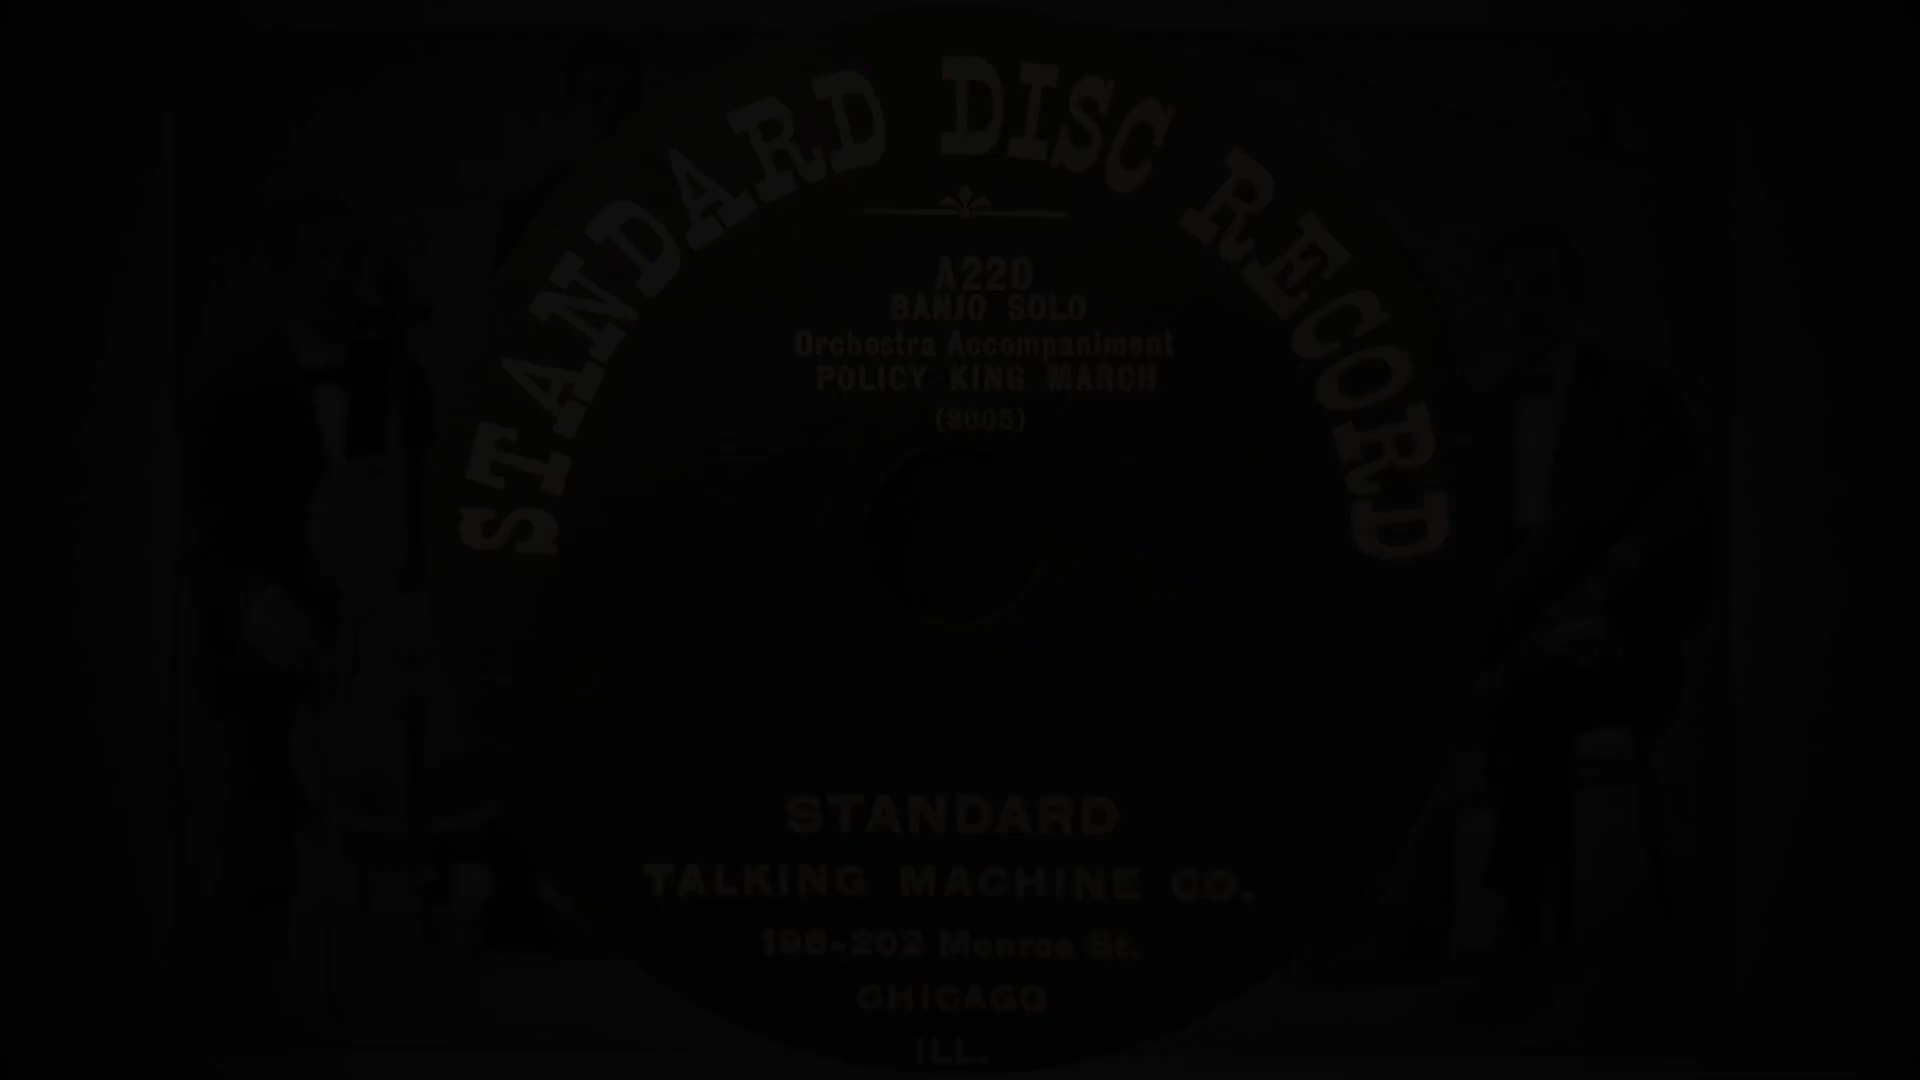 STANDARD DISC RECORD
A220
BANJO SOLO
Orchestra Accompaniment
POLICY KING MARCH
(3605)
STANDARD
TALKING MACHINE CO.
198-202 Monroe St.
CHICAGO
ILL.